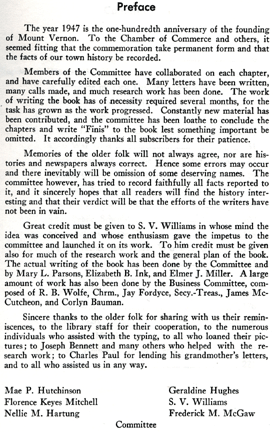 Preface
The year 1947 is the one-hundredth anniversary of the founding
of Mount Vernon. To the Chamber of Commerce and others, it
seemed fitting that the commemoration take permanent form and that
the facts of our town history be recorded.
Members of the Committee have collaborated on each chapter,
and have carefully edited each one. Many letters have been written,
many calls made, and much research work has been done. The work
of writing the book has of necessity required several months, for the
task has grown as the work progressed. Constantly new material has
been contributed, and the committee has been loathe to conclude the
chapters and write "Finis" to the book lest something important be
omitted. It accordingly thanks all subscribers for their patience.
Memories of the older folk will not always agree, nor are his-
tories and newspapers always correct. Hence some errors may occur
and there inevitably will be omission of some deserving names. The
committee however, has tried to record faithfully all facts reported to
it, and it sincerely hopes that all readers will find the history inter-
esting and that their verdict will be that the efforts of the writers have
not been in vain.
Great credit must be given to S. V. Williams in whose mind the
idea was conceived and whose enthusiasm gave the impetus to the
committee and launched it on its work. To him credit must be given
also for much of the research work and the general plan of the book.
The actual writing of the book has been done by the Committee and
by Mary L. Parsons, Elizabeth B. Ink, and Elmer J. Miller. A large
amount of work has also been done by the Business Committee, com-
posed of R. B. Wolfe, Chrm., Jay Fordyce, Secy.-Treas., James Mc-
Cutcheon, and Corlyn Bauman.
Sincere thanks to the older folk for sharing with us their remin-
iscences, to the library staff for their cooperation, to the numerous
individuals who assisted with the typing, to all who loaned their pic-
tures; to Joseph Bennett and many others who helped with the re-
search work; to Charles Paul for lending his grandmother's letters,
and to all who assisted us in any way.
Mae P. Hutchinson
Florence Keyes Mitchell
Nellie M. Hartung
Geraldine Hughes
S. V. Williams
Frederick M. McGaw
Committee